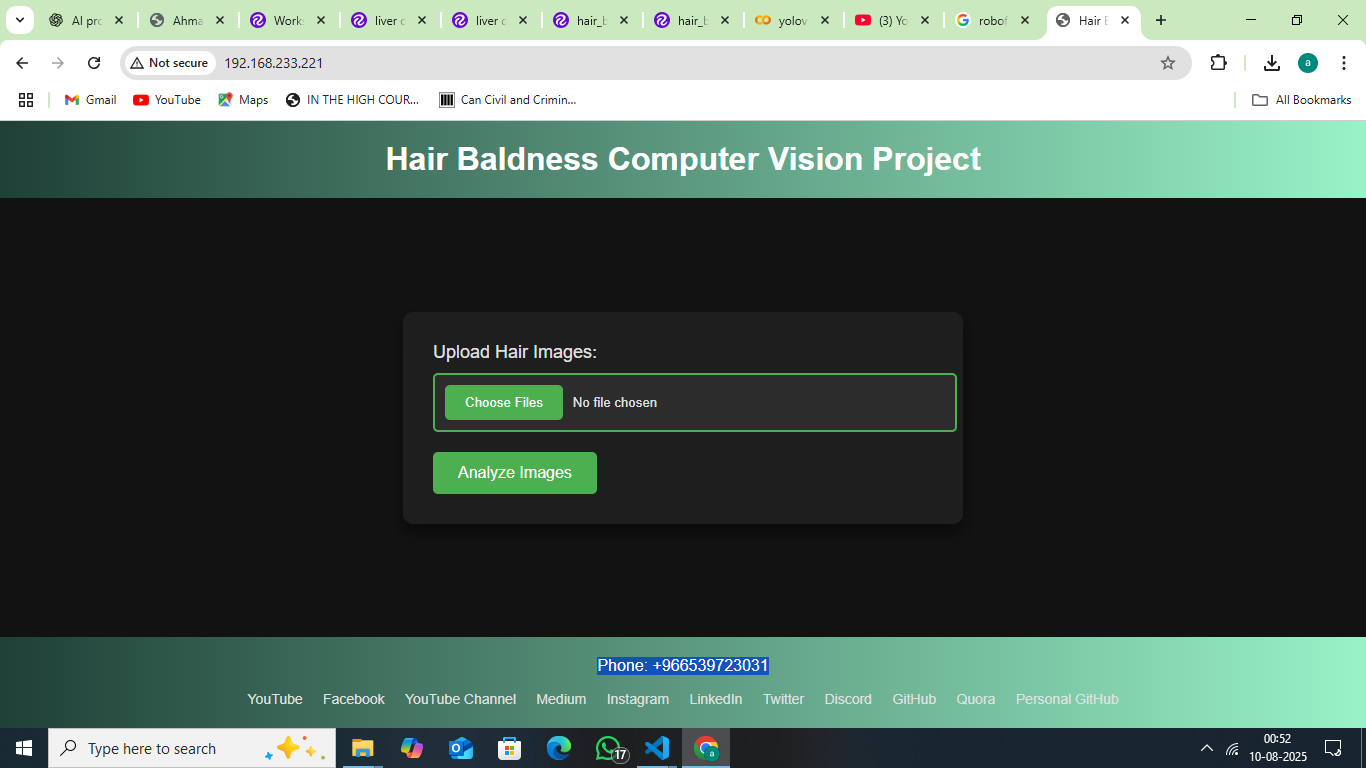 AI pro
Ahma
Works
liver c
liver c
hair_b
hair_b
yolov
(3) Yo
robof
Hair B
Not secure
192.168.233.221
a
Gmail
YouTube
Maps
IN THE HIGH COUR...
Can Civil and Crimin...
All Bookmarks
Hair Baldness Computer Vision Project
Upload Hair Images:
Choose Files No file chosen
Analyze Images
Phone: +966539723031
YouTube Facebook YouTube Channel Medium Instagram LinkedIn Twitter Discord GitHub Quora Personal GitHub
Type here to search
17
a
00:52
10-08-2025